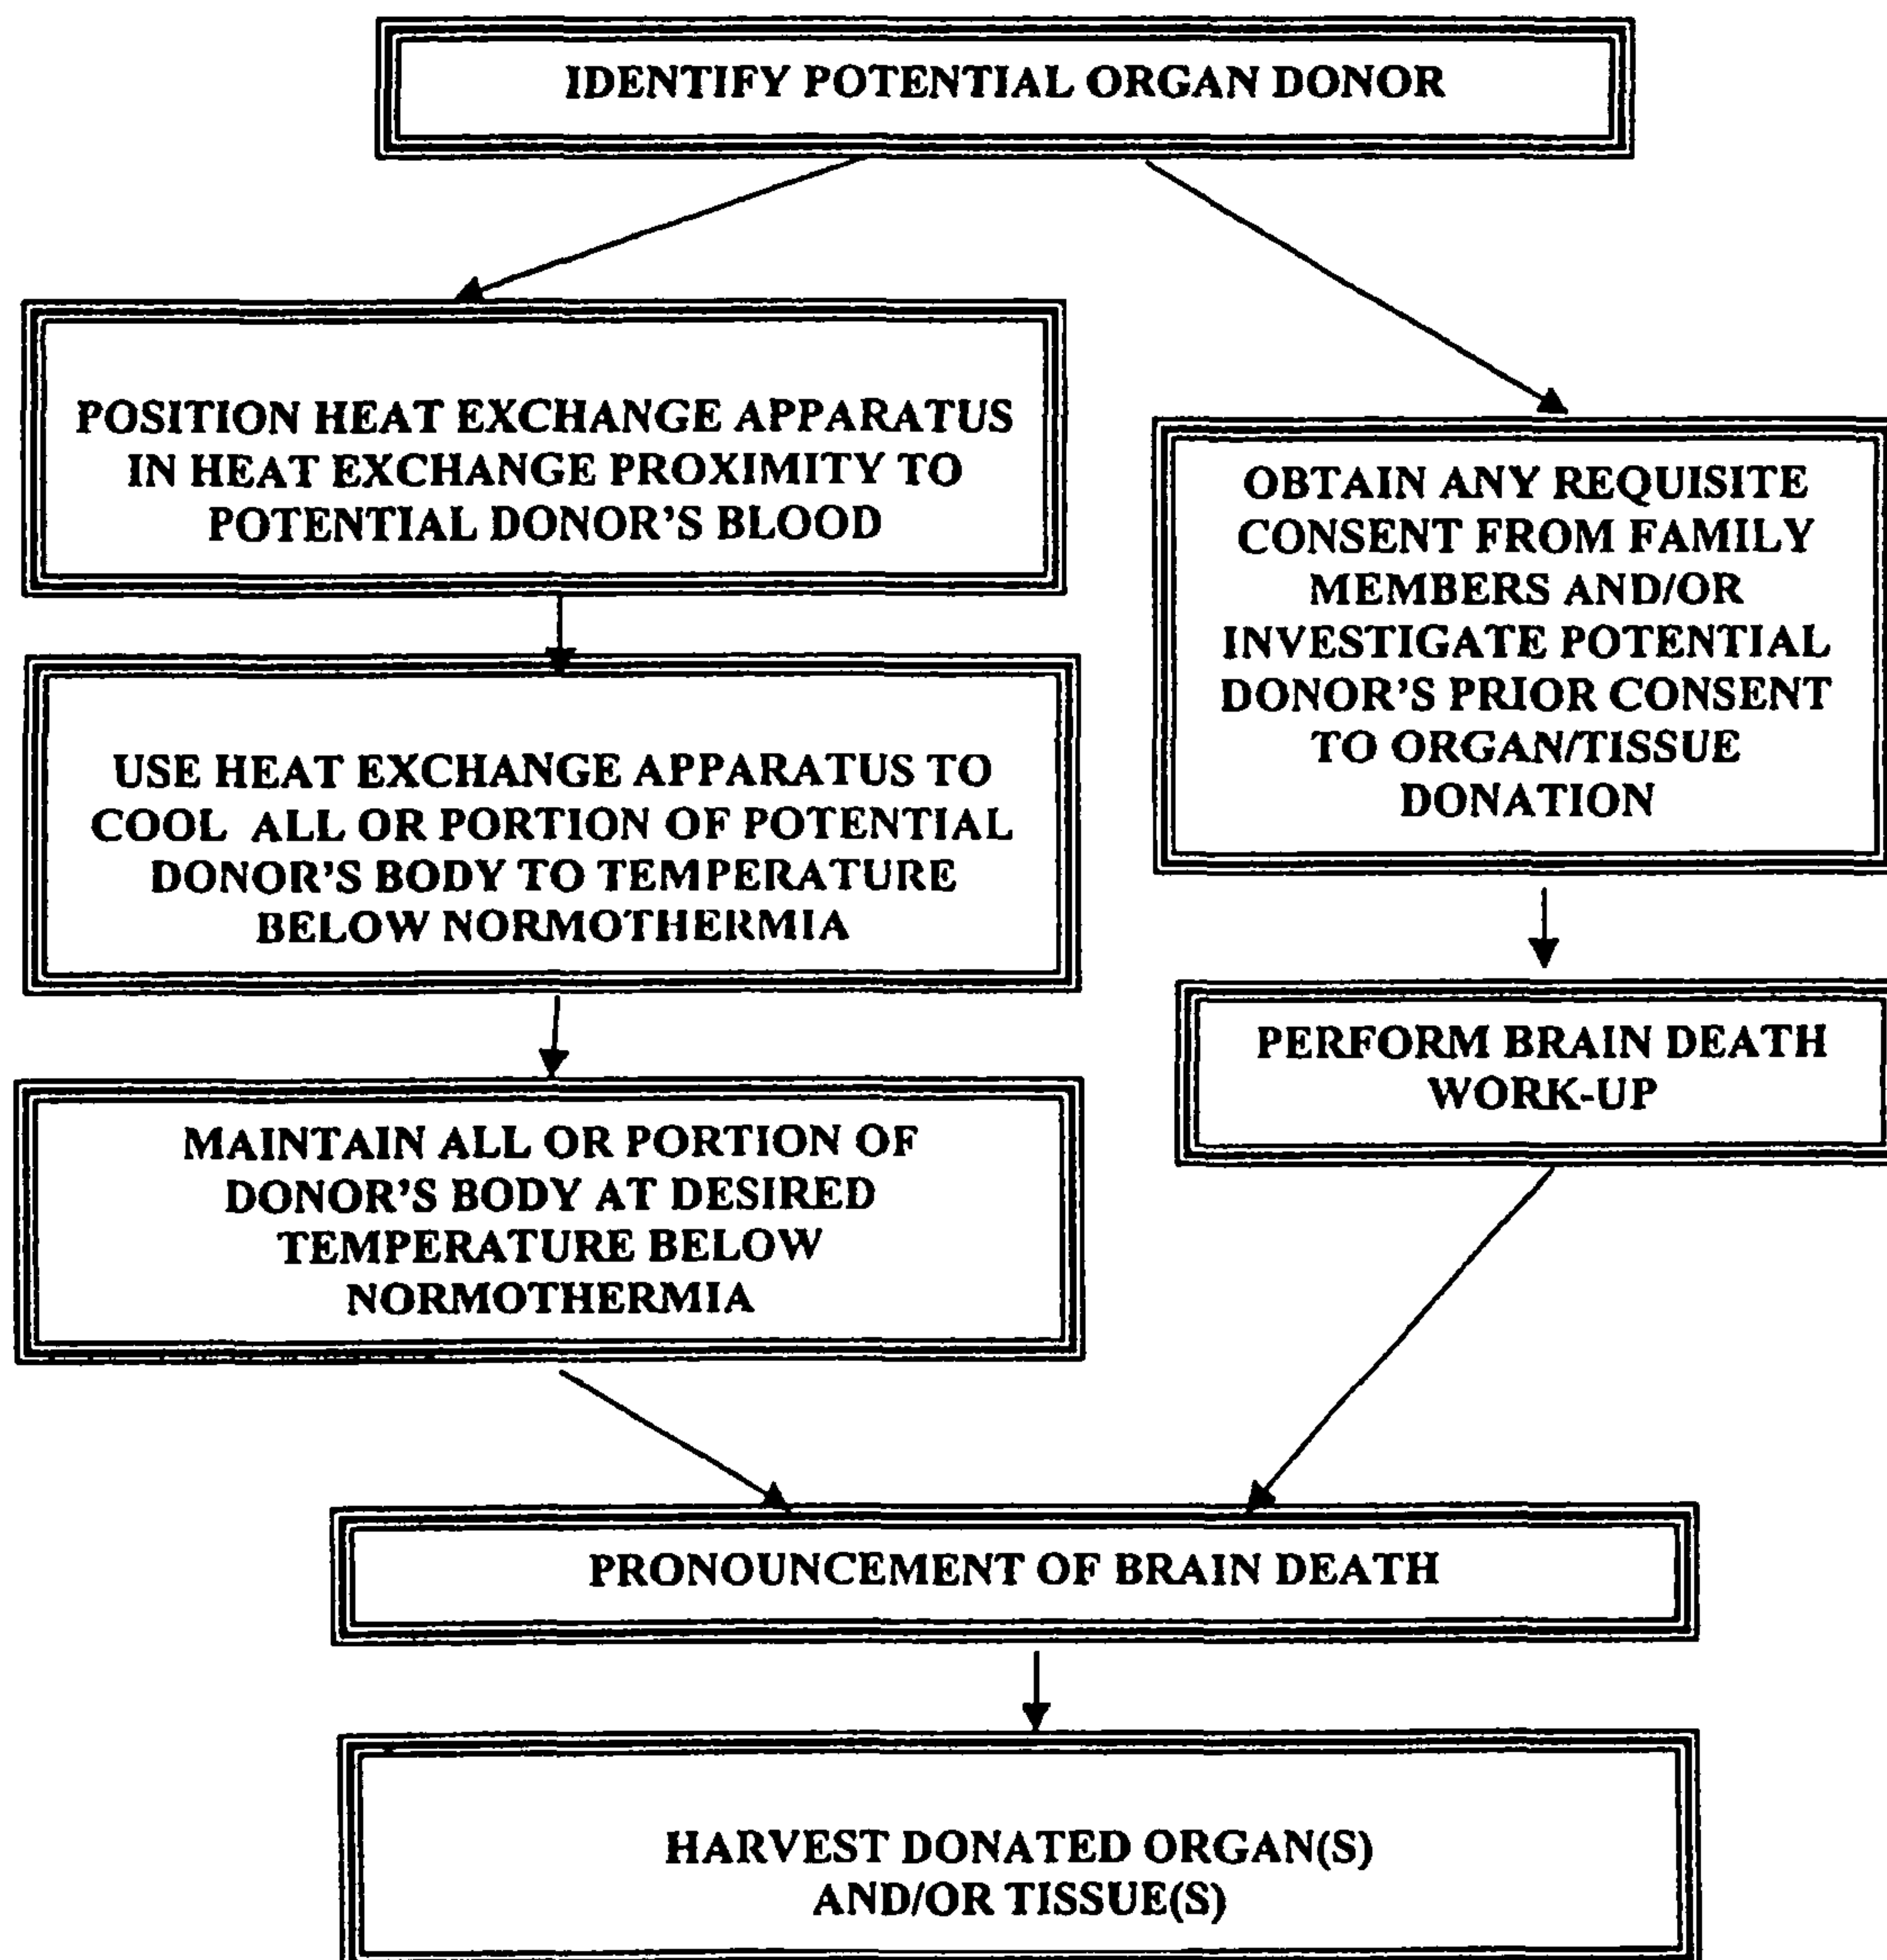 IDENTIFY POTENTIAL ORGAN DONOR
POSITION HEAT EXCHANGE APPARATUS
IN HEAT EXCHANGE PROXIMITY TO
POTENTIAL DONOR'S BLOOD
OBTAIN ANY REQUISITE
CONSENT FROM FAMILY
MEMBERS AND/OR
INVESTIGATE POTENTIAL
DONOR'S PRIOR CONSENT
TO ORGAN/TISSUE
DONATION
USE HEAT EXCHANGE APPARATUS TO
COOL ALL OR PORTION OF POTENTIAL
DONOR'S BODY TO TEMPERATURE
BELOW NORMOTHERMIA
PERFORM BRAIN DEATH
WORK-UP
MAINTAIN ALL OR PORTION OF
DONOR'S BODY AT DESIRED
TEMPERATURE BELOW
NORMOTHERMIA
PRONOUNCEMENT OF BRAIN DEATH
HARVEST DONATED ORGAN(S)
AND/OR TISSUE(S)